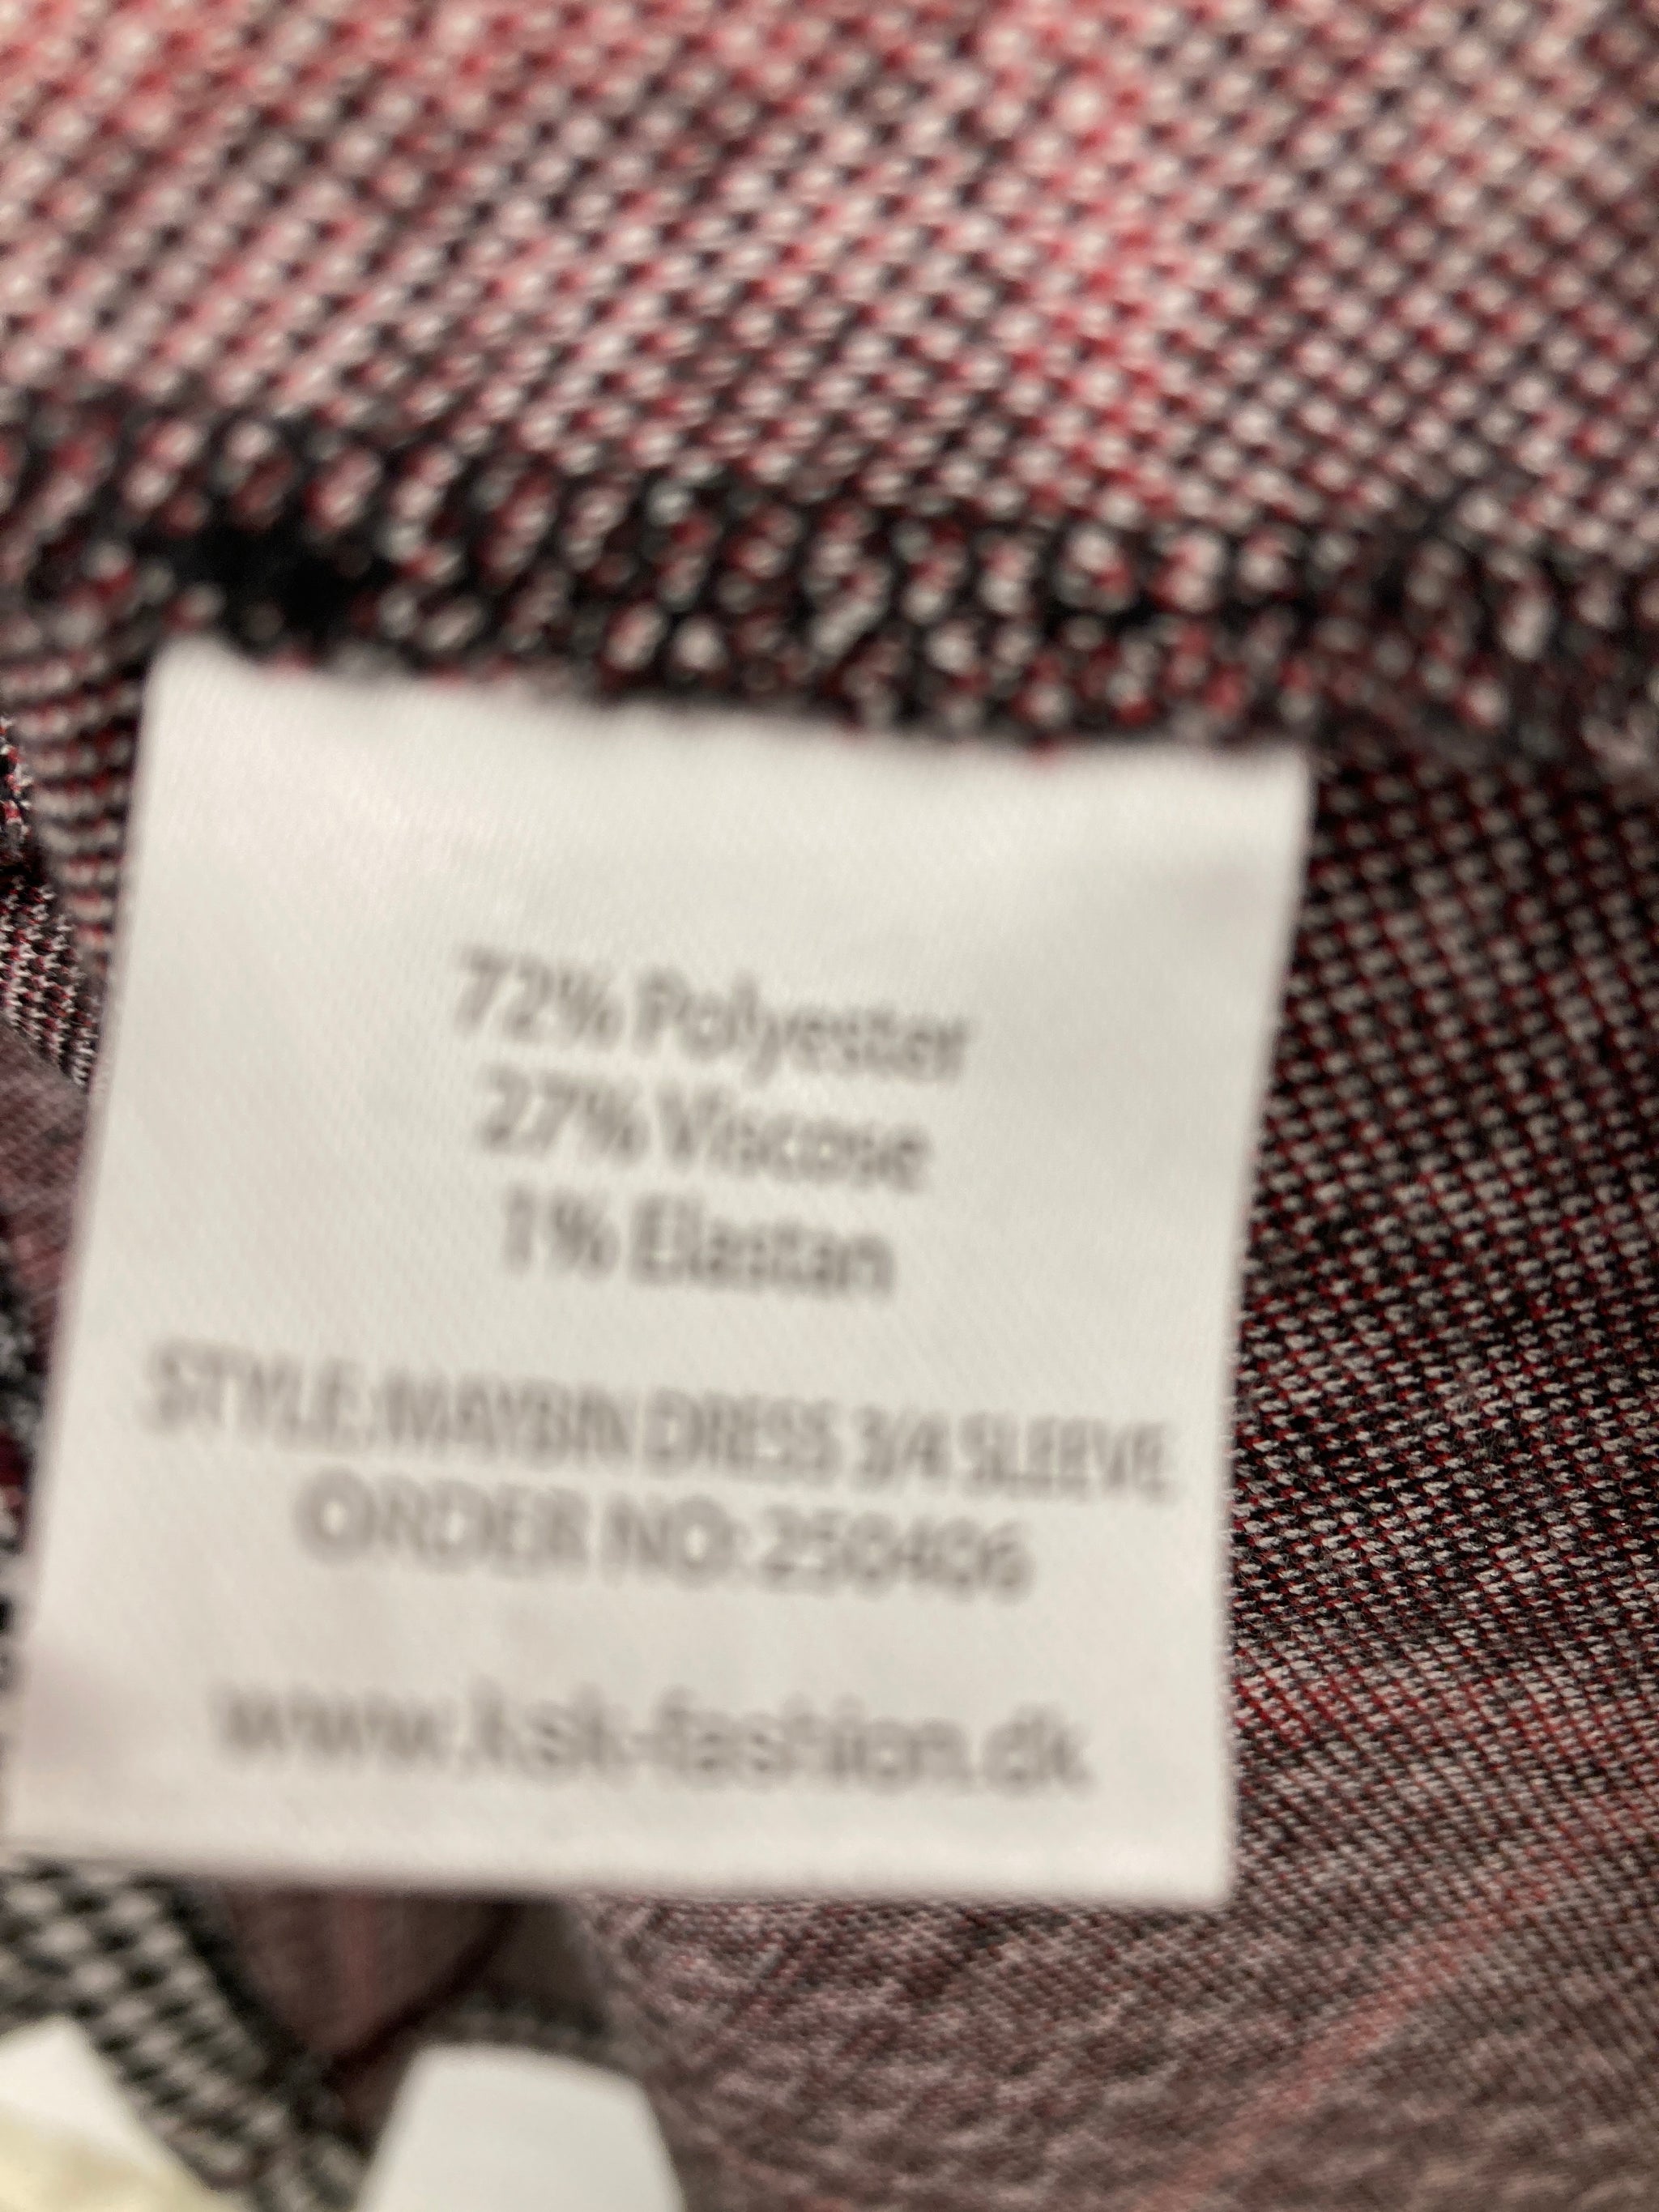 72% Polyester
27% Viscose
1% Elastan
STYLE:MAYBIN DRESS 3/4 SLEEVE
ORDER NO:250406
www.ksk-fashion.dk